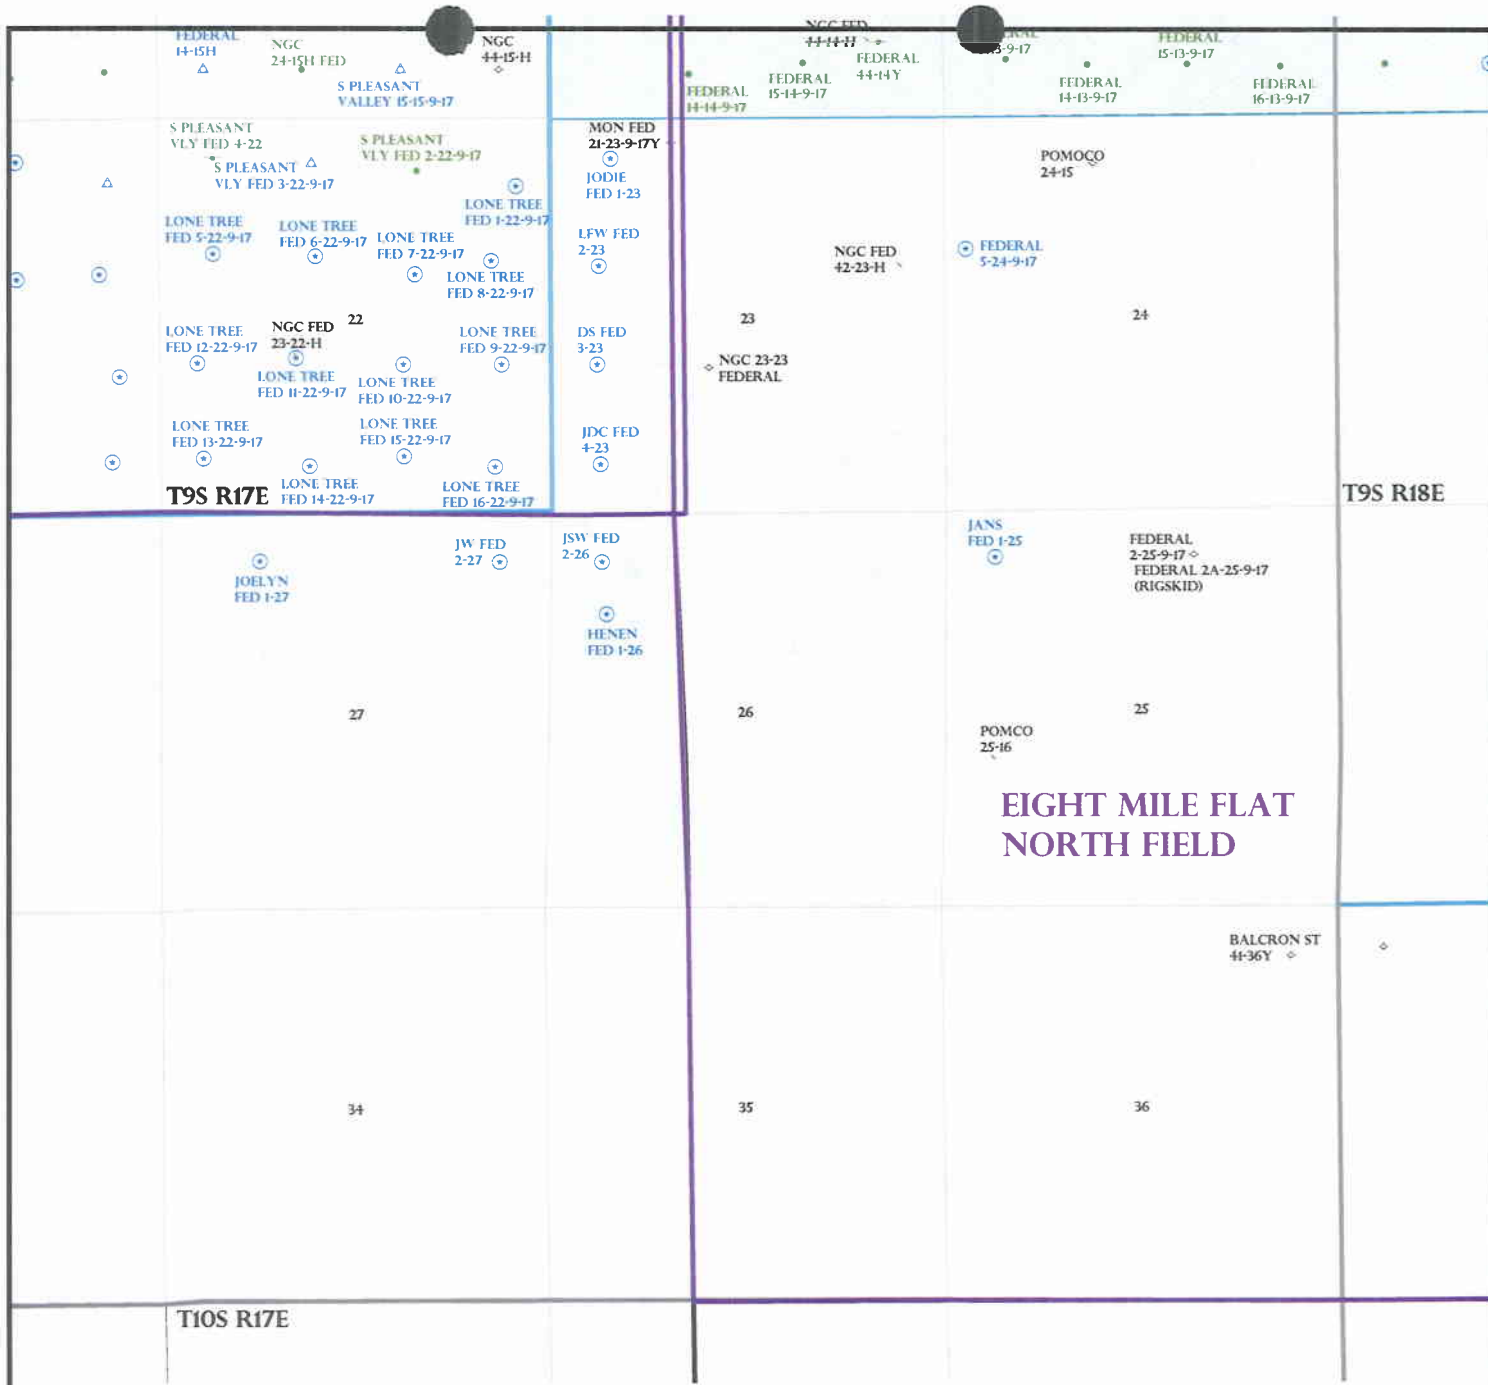 FEDERAL
14-15H
NGC
24-15H FED
NGC
44-15-H
S PLEASANT
VALLEY 15-15-9-17
NGC FED
44-14-H
FEDERAL
44-14Y
FEDERAL
14-14-9-17
FEDERAL
15-14-9-17
13-9-17
FEDERAL
14-13-9-17
FEDERAL
15-13-9-17
FEDERAL
16-13-9-17
S PLEASANT
VLY FED 4-22
S PLEASANT
VLY FED 3-22-9-17
S PLEASANT
VLY FED 2-22-9-17
LONE TREE
FED 1-22-9-17
MON FED
21-23-9-17Y
JODIE
FED 1-23
POMOCO
24-15
LONE TREE
FED 5-22-9-17
LONE TREE
FED 6-22-9-17
LONE TREE
FED 7-22-9-17
LONE TREE
FED 8-22-9-17
LFW FED
2-23
NGC FED
42-23-H
FEDERAL
5-24-9-17
22
23
24
LONE TREE
FED 12-22-9-17
NGC FED
23-22-H
LONE TREE
FED 11-22-9-17
LONE TREE
FED 10-22-9-17
LONE TREE
FED 9-22-9-17
DS FED
3-23
NGC 23-23
FEDERAL
LONE TREE
FED 13-22-9-17
LONE TREE
FED 15-22-9-17
JDC FED
4-23
T9S R17E
LONE TREE
FED 14-22-9-17
LONE TREE
FED 16-22-9-17
T9S R18E
JOELYN
FED 1-27
JW FED
2-27
JSW FED
2-26
HENEN
FED 1-26
JANS
FED 1-25
FEDERAL
2-25-9-17
FEDERAL 2A-25-9-17
(RIGSKID)
27
26
25
POMCO
25-16
EIGHT MILE FLAT
NORTH FIELD
BALCRON ST
41-36Y
34
35
36
T10S R17E